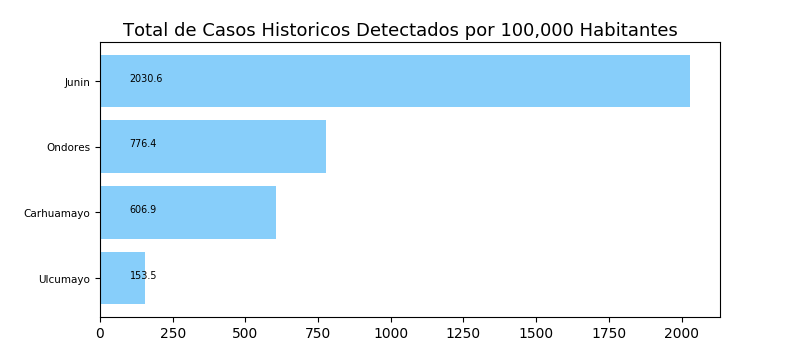 Total de Casos Historicos Detectados por 100,000 Habitantes
Junin 2030.6
Ondores 776.4
Carhuamayo 606.9
Ulcumayo 153.5
0 250 500 750 1000 1250 1500 1750 2000